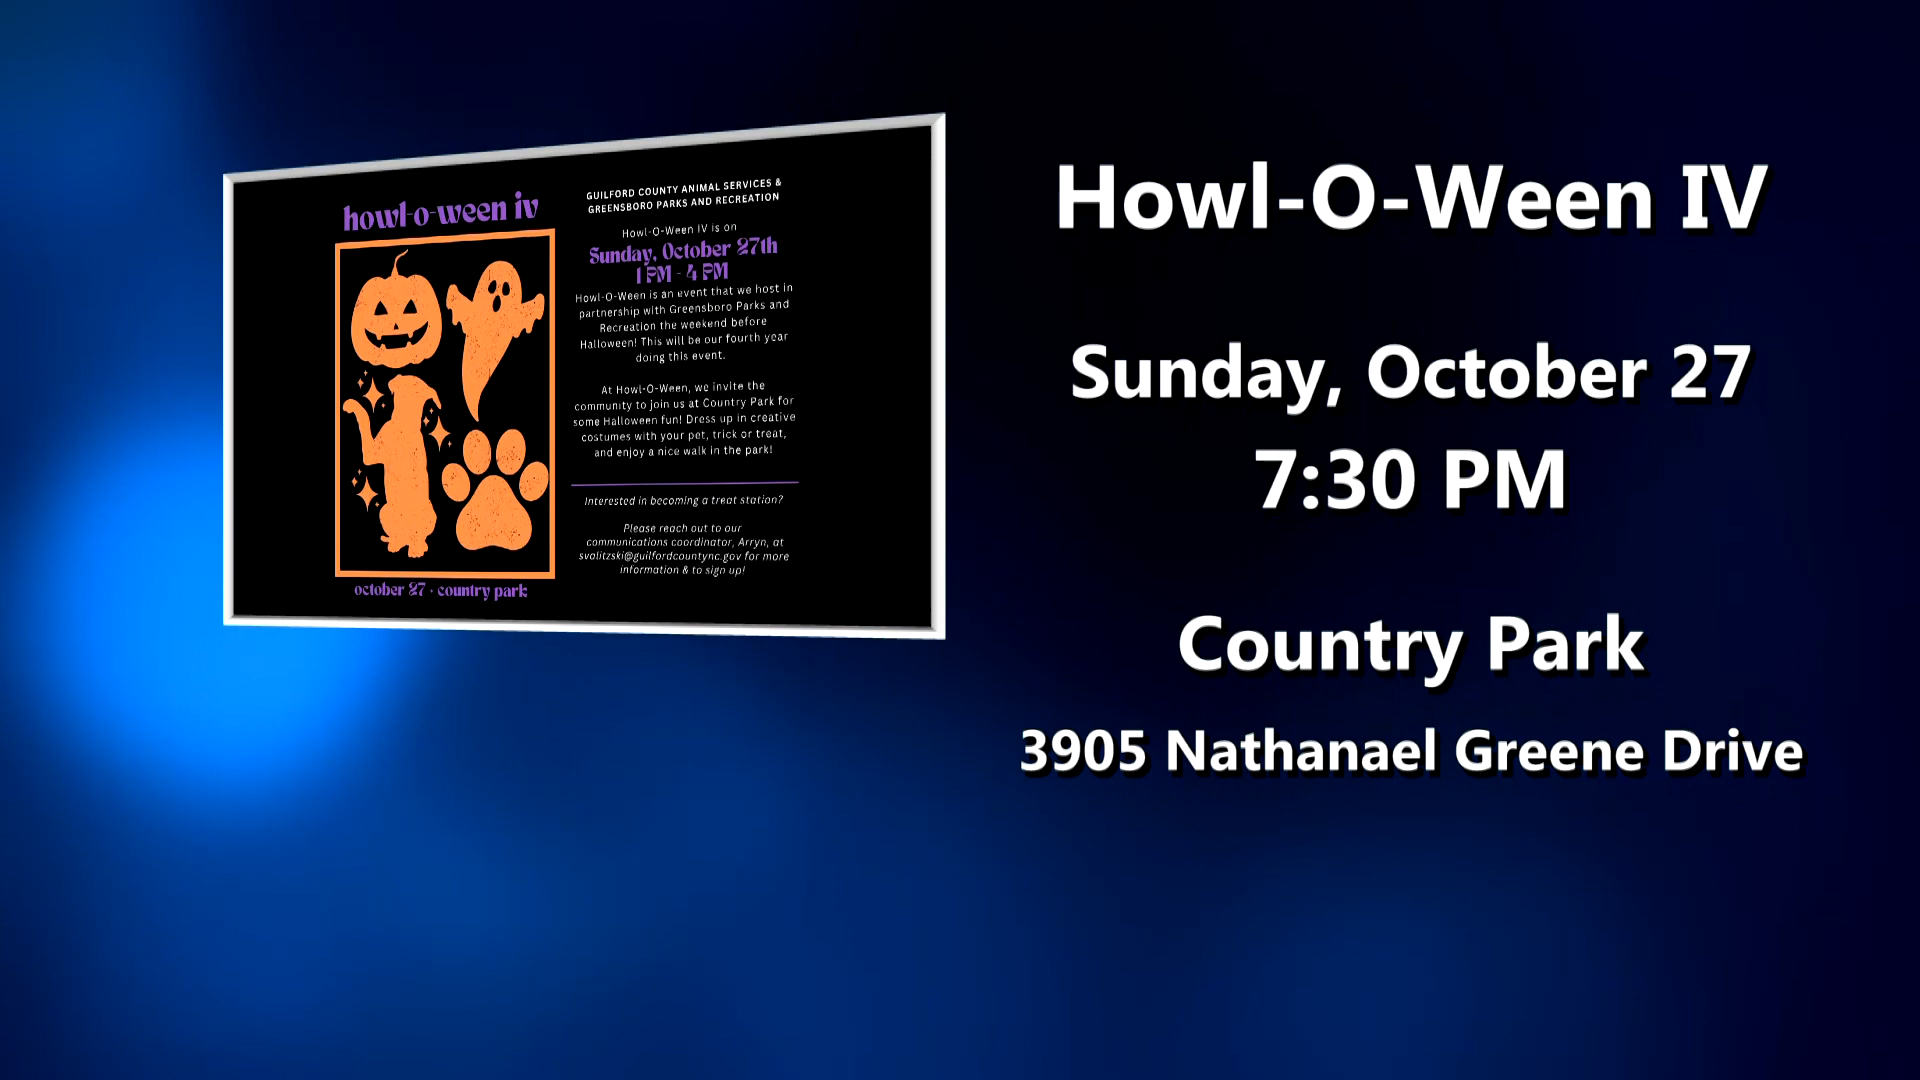 howl-o-ween iv
october 27 · country park
GUILFORD COUNTY ANIMAL SERVICES &
GREENSBORO PARKS AND RECREATION
Howl-O-Ween IV is on
Sunday, October 27th
1 PM - 4 PM
Howl-O-Ween is an event that we host in
partnership with Greensboro Parks and
Recreation the weekend before
Halloween! This will be our fourth year
doing this event.
At Howl-O-Ween, we invite the
community to join us at Country Park for
some Halloween fun! Dress up in creative
costumes with your pet, trick or treat,
and enjoy a nice walk in the park!
Interested in becoming a treat station?
Please reach out to our
communications coordinator, Arryn, at
svalitzski@guilfordcountync.gov for more
information & to sign up!
Howl-O-Ween IV
Sunday, October 27
7:30 PM
Country Park
3905 Nathanael Greene Drive